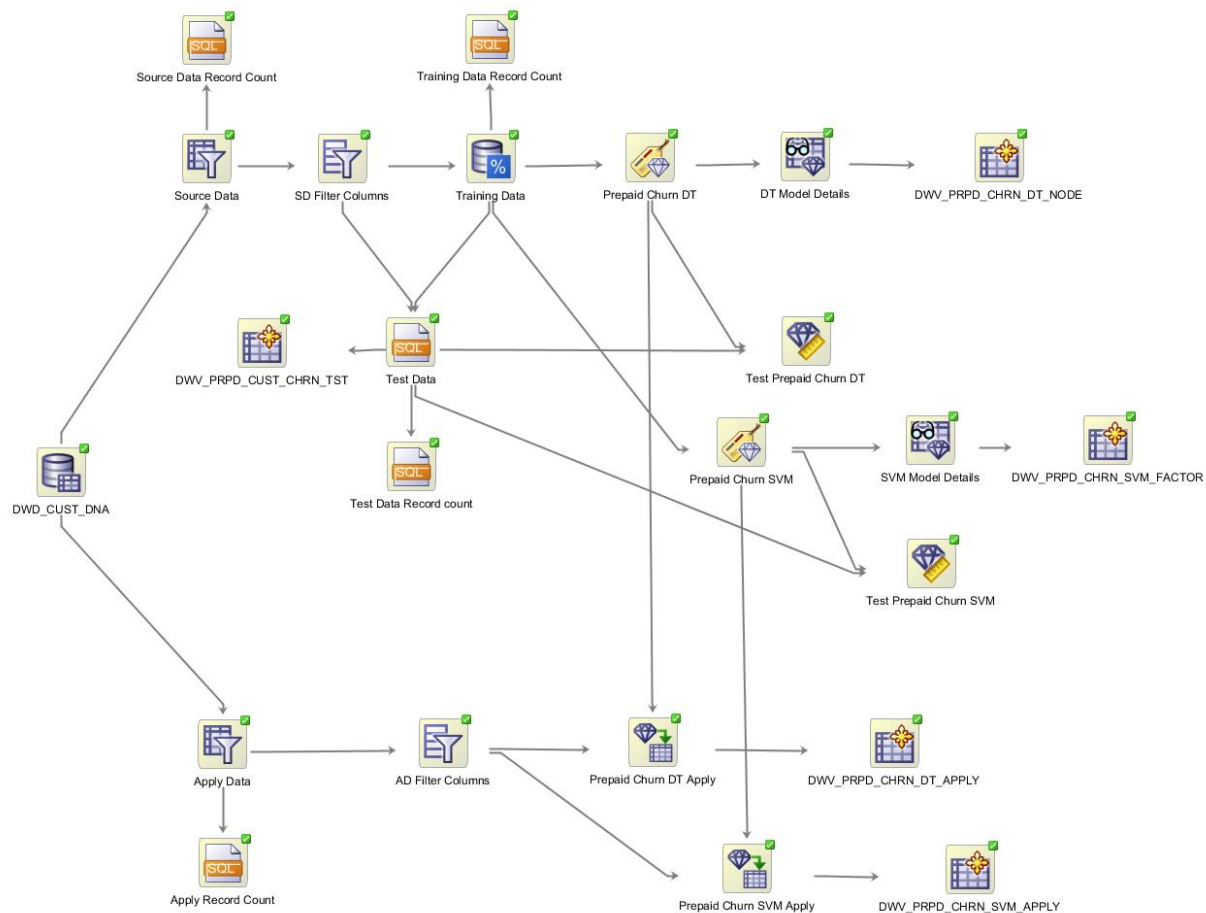 SQL
SQL
Source Data Record Count
Training Data Record Count
%
Source Data
SD Filter Columns
Training Data
Prepaid Churn DT
DT Model Details
DWV_PRPD_CHRN_DT_NODE
SQL
DWV_PRPD_CUST_CHRN_TST
Test Data
Test Prepaid Churn DT
SQL
DWD_CUST_DNA
Test Data Record count
Prepaid Churn SVM
SVM Model Details
DWV_PRPD_CHRN_SVM_FACTOR
Test Prepaid Churn SVM
Apply Data
AD Filter Columns
Prepaid Churn DT Apply
DWV_PRPD_CHRN_DT_APPLY
SQL
Apply Record Count
Prepaid Churn SVM Apply
DWV_PRPD_CHRN_SVM_APPLY